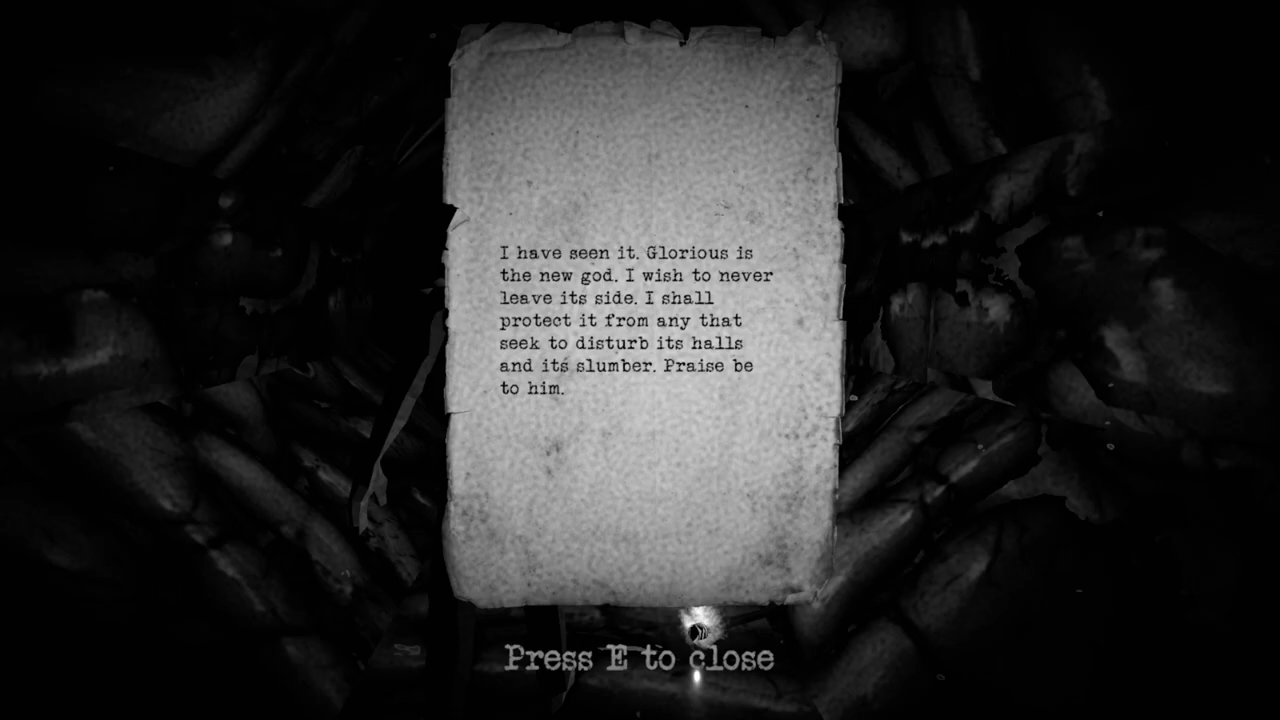 I have seen it. Glorious is
the new god. I wish to never
leave its side. I shall
protect it from any that
seek to disturb its halls
and its slumber. Praise be
to him.
Press E to close